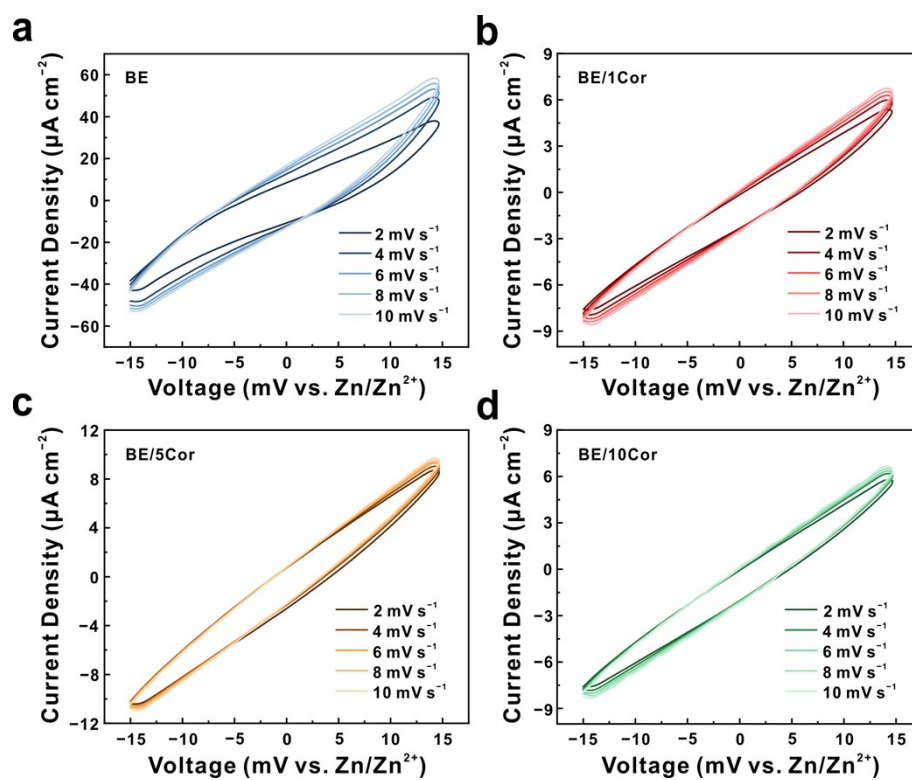 a
BE
Current Density (μA cm⁻²)
60
40
20
0
−20
−40
−60
2 mV s⁻¹
4 mV s⁻¹
6 mV s⁻¹
8 mV s⁻¹
10 mV s⁻¹
−15 −10 −5 0 5 10 15
Voltage (mV vs. Zn/Zn²⁺)
b
BE/1Cor
Current Density (μA cm⁻²)
9
6
3
0
−3
−6
−9
2 mV s⁻¹
4 mV s⁻¹
6 mV s⁻¹
8 mV s⁻¹
10 mV s⁻¹
−15 −10 −5 0 5 10 15
Voltage (mV vs. Zn/Zn²⁺)
c
BE/5Cor
Current Density (μA cm⁻²)
12
8
4
0
−4
−8
−12
2 mV s⁻¹
4 mV s⁻¹
6 mV s⁻¹
8 mV s⁻¹
10 mV s⁻¹
−15 −10 −5 0 5 10 15
Voltage (mV vs. Zn/Zn²⁺)
d
BE/10Cor
Current Density (μA cm⁻²)
9
6
3
0
−3
−6
−9
2 mV s⁻¹
4 mV s⁻¹
6 mV s⁻¹
8 mV s⁻¹
10 mV s⁻¹
−15 −10 −5 0 5 10 15
Voltage (mV vs. Zn/Zn²⁺)